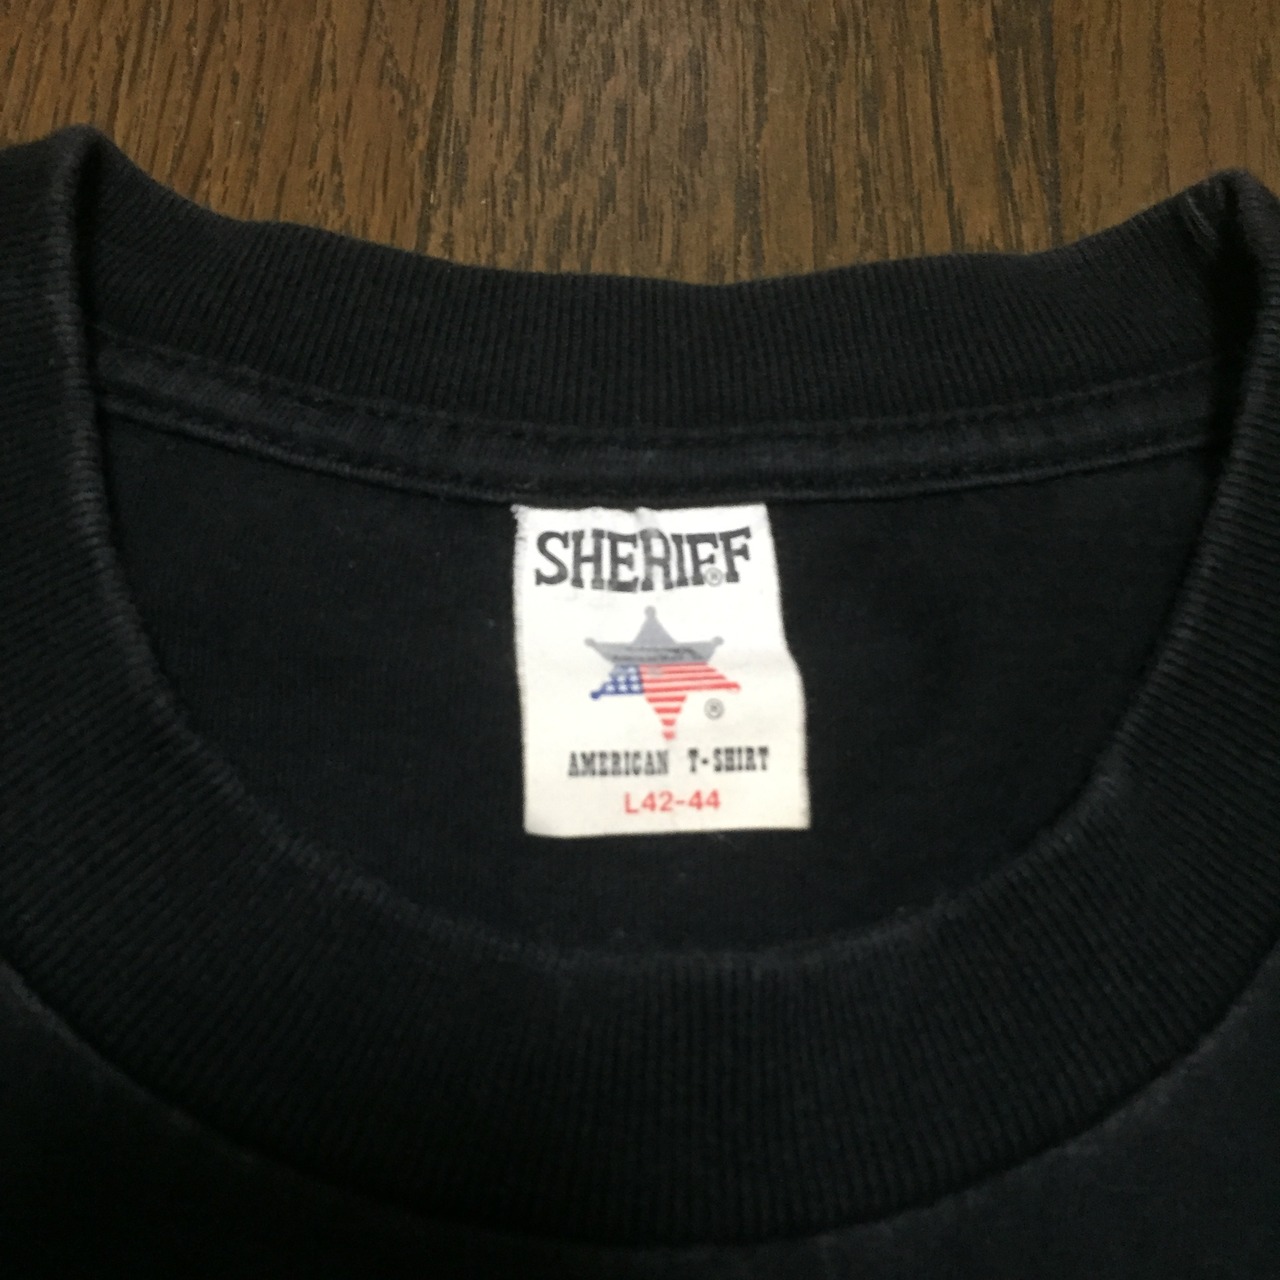 SHERIFF®
®
AMERICAN T-SHIRT
L42-44